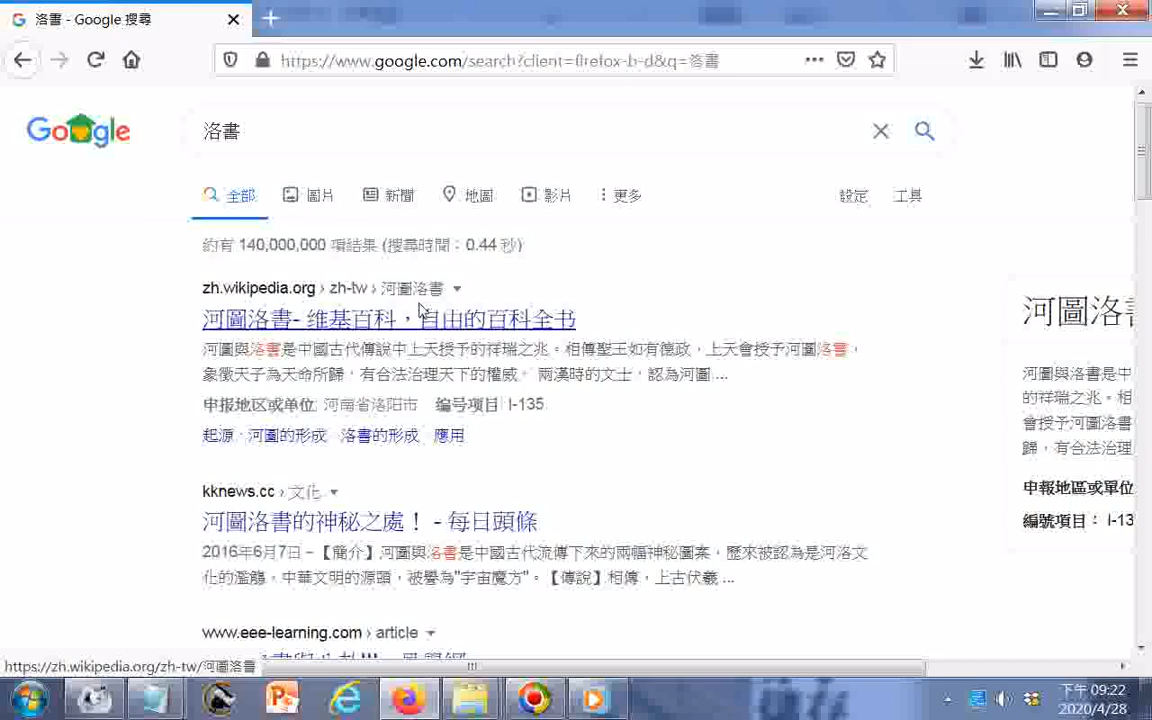 洛書 - Google 搜尋
https://www.google.com/search?client=firefox-b-d&q=洛書
Google
洛書
全部
圖片
新聞
地圖
影片
更多
設定
工具
約有 140,000,000 項結果 (搜尋時間：0.44 秒)
zh.wikipedia.org › zh-tw › 河圖洛書
河圖洛書- 维基百科，自由的百科全书
河圖與洛書是中國古代傳說中上天授予的祥瑞之兆。相傳聖王如有德政，上天會授予河圖洛書，
象徵天子為天命所歸，有合法治理天下的權威。 兩漢時的文士，認為河圖 ...
申报地区或单位: 河南省洛阳市 编号项目: I-135
起源 · 河圖的形成 · 洛書的形成 · 應用
kknews.cc › 文化
河圖洛書的神秘之處！ - 每日頭條
2016年6月7日 - 【簡介】河圖與洛書是中國古代流傳下來的兩幅神秘圖案，歷來被認為是河洛文
化的濫觴，中華文明的源頭，被譽為"宇宙魔方"。【傳說】相傳，上古伏羲 ...
www.eee-learning.com › article
河圖洛書
河圖與洛書是中
的祥瑞之兆。相
會授予河圖洛書
歸，有合法治理
申報地區或單位
編號項目： I-13
https://zh.wikipedia.org/zh-tw/河圖洛書
下午 09:22
2020/4/28